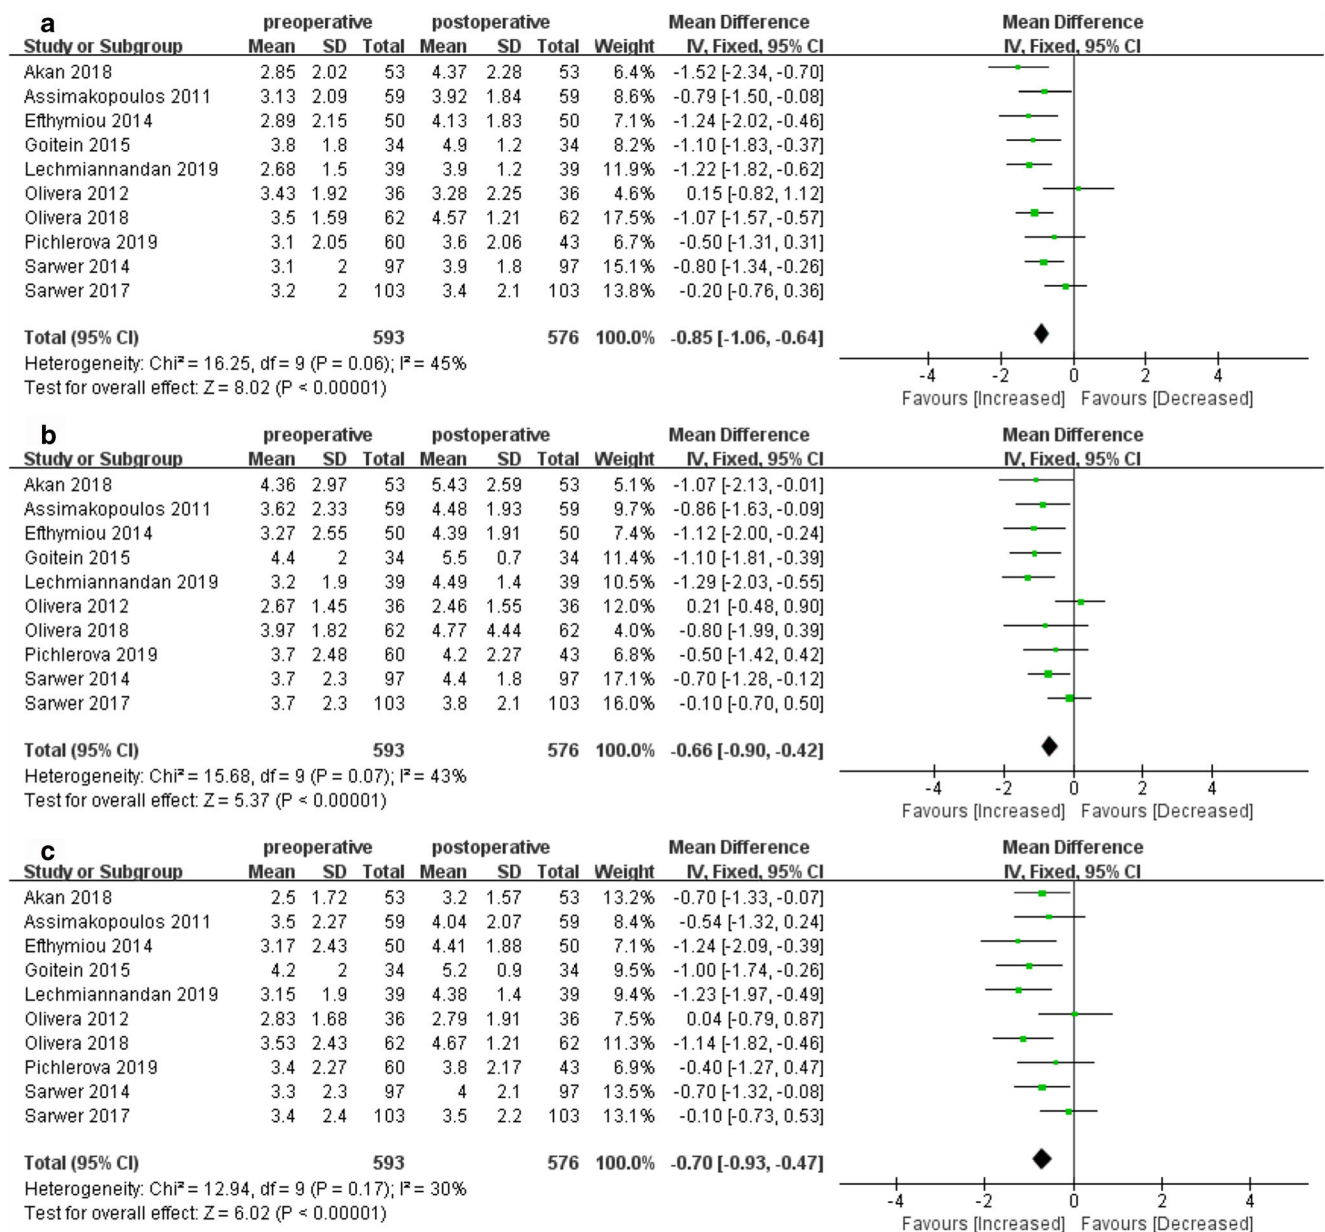 a preoperative postoperative Mean Difference Mean Difference
Study or Subgroup Mean SD Total Mean SD Total Weight IV, Fixed, 95% CI IV, Fixed, 95% CI
Akan 2018 2.85 2.02 53 4.37 2.28 53 6.4% -1.52 [-2.34, -0.70]
Assimakopoulos 2011 3.13 2.09 59 3.92 1.84 59 8.6% -0.79 [-1.50, -0.08]
Efthymiou 2014 2.89 2.15 50 4.13 1.83 50 7.1% -1.24 [-2.02, -0.46]
Goitein 2015 3.8 1.8 34 4.9 1.2 34 8.2% -1.10 [-1.83, -0.37]
Lechmiannandan 2019 2.68 1.5 39 3.9 1.2 39 11.9% -1.22 [-1.82, -0.62]
Olivera 2012 3.43 1.92 36 3.28 2.25 36 4.6% 0.15 [-0.82, 1.12]
Olivera 2018 3.5 1.59 62 4.57 1.21 62 17.5% -1.07 [-1.57, -0.57]
Pichlerova 2019 3.1 2.05 60 3.6 2.06 43 6.7% -0.50 [-1.31, 0.31]
Sarwer 2014 3.1 2 97 3.9 1.8 97 15.1% -0.80 [-1.34, -0.26]
Sarwer 2017 3.2 2 103 3.4 2.1 103 13.8% -0.20 [-0.76, 0.36]
Total (95% CI) 593 576 100.0% -0.85 [-1.06, -0.64]
Heterogeneity: Chi² = 16.25, df = 9 (P = 0.06); I² = 45%
Test for overall effect: Z = 8.02 (P < 0.00001)
-4 -2 0 2 4
Favours [Increased] Favours [Decreased]
b preoperative postoperative Mean Difference Mean Difference
Study or Subgroup Mean SD Total Mean SD Total Weight IV, Fixed, 95% CI IV, Fixed, 95% CI
Akan 2018 4.36 2.97 53 5.43 2.59 53 5.1% -1.07 [-2.13, -0.01]
Assimakopoulos 2011 3.62 2.33 59 4.48 1.93 59 9.7% -0.86 [-1.63, -0.09]
Efthymiou 2014 3.27 2.55 50 4.39 1.91 50 7.4% -1.12 [-2.00, -0.24]
Goitein 2015 4.4 2 34 5.5 0.7 34 11.4% -1.10 [-1.81, -0.39]
Lechmiannandan 2019 3.2 1.9 39 4.49 1.4 39 10.5% -1.29 [-2.03, -0.55]
Olivera 2012 2.67 1.45 36 2.46 1.55 36 12.0% 0.21 [-0.48, 0.90]
Olivera 2018 3.97 1.82 62 4.77 4.44 62 4.0% -0.80 [-1.99, 0.39]
Pichlerova 2019 3.7 2.48 60 4.2 2.27 43 6.8% -0.50 [-1.42, 0.42]
Sarwer 2014 3.7 2.3 97 4.4 1.8 97 17.1% -0.70 [-1.28, -0.12]
Sarwer 2017 3.7 2.3 103 3.8 2.1 103 16.0% -0.10 [-0.70, 0.50]
Total (95% CI) 593 576 100.0% -0.66 [-0.90, -0.42]
Heterogeneity: Chi² = 15.68, df = 9 (P = 0.07); I² = 43%
Test for overall effect: Z = 5.37 (P < 0.00001)
-4 -2 0 2 4
Favours [Increased] Favours [Decreased]
c preoperative postoperative Mean Difference Mean Difference
Study or Subgroup Mean SD Total Mean SD Total Weight IV, Fixed, 95% CI IV, Fixed, 95% CI
Akan 2018 2.5 1.72 53 3.2 1.57 53 13.2% -0.70 [-1.33, -0.07]
Assimakopoulos 2011 3.5 2.27 59 4.04 2.07 59 8.4% -0.54 [-1.32, 0.24]
Efthymiou 2014 3.17 2.43 50 4.41 1.88 50 7.1% -1.24 [-2.09, -0.39]
Goitein 2015 4.2 2 34 5.2 0.9 34 9.5% -1.00 [-1.74, -0.26]
Lechmiannandan 2019 3.15 1.9 39 4.38 1.4 39 9.4% -1.23 [-1.97, -0.49]
Olivera 2012 2.83 1.68 36 2.79 1.91 36 7.5% 0.04 [-0.79, 0.87]
Olivera 2018 3.53 2.43 62 4.67 1.21 62 11.3% -1.14 [-1.82, -0.46]
Pichlerova 2019 3.4 2.27 60 3.8 2.17 43 6.9% -0.40 [-1.27, 0.47]
Sarwer 2014 3.3 2.3 97 4 2.1 97 13.5% -0.70 [-1.32, -0.08]
Sarwer 2017 3.4 2.4 103 3.5 2.2 103 13.1% -0.10 [-0.73, 0.53]
Total (95% CI) 593 576 100.0% -0.70 [-0.93, -0.47]
Heterogeneity: Chi² = 12.94, df = 9 (P = 0.17); I² = 30%
Test for overall effect: Z = 6.02 (P < 0.00001)
-4 -2 0 2 4
Favours [Increased] Favours [Decreased]